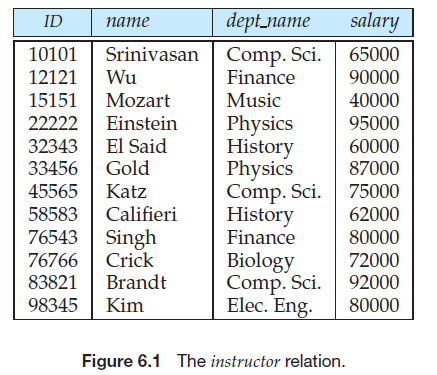 ID name dept_name salary
10101 Srinivasan Comp. Sci. 65000
12121 Wu Finance 90000
15151 Mozart Music 40000
22222 Einstein Physics 95000
32343 El Said History 60000
33456 Gold Physics 87000
45565 Katz Comp. Sci. 75000
58583 Califieri History 62000
76543 Singh Finance 80000
76766 Crick Biology 72000
83821 Brandt Comp. Sci. 92000
98345 Kim Elec. Eng. 80000
Figure 6.1 The instructor relation.